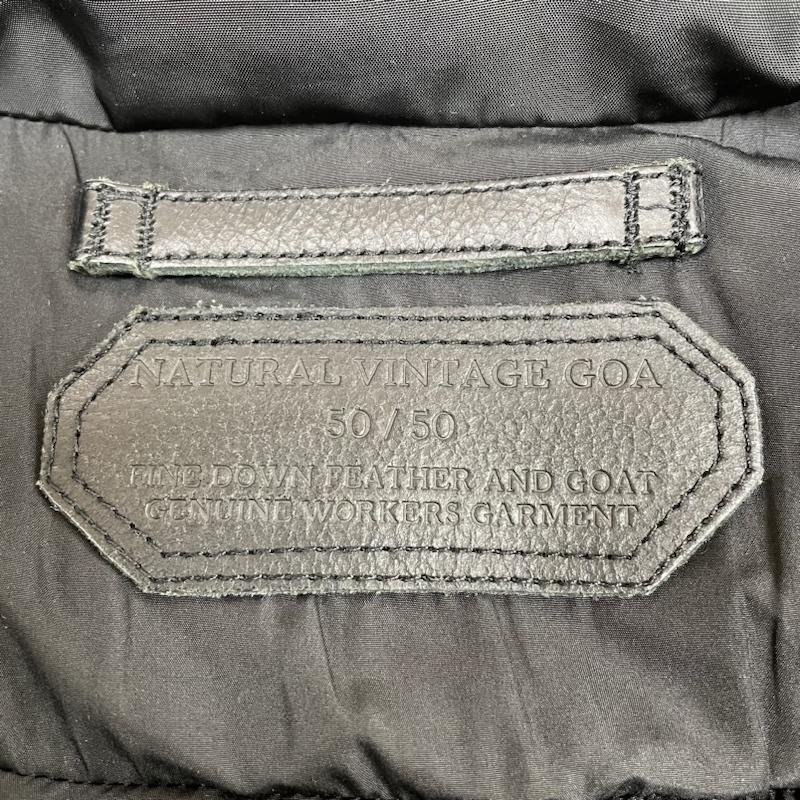 NATURAL VINTAGE GOA
50 / 50
FINE DOWN FEATHER AND GOAT
GENUINE WORKERS GARMENT